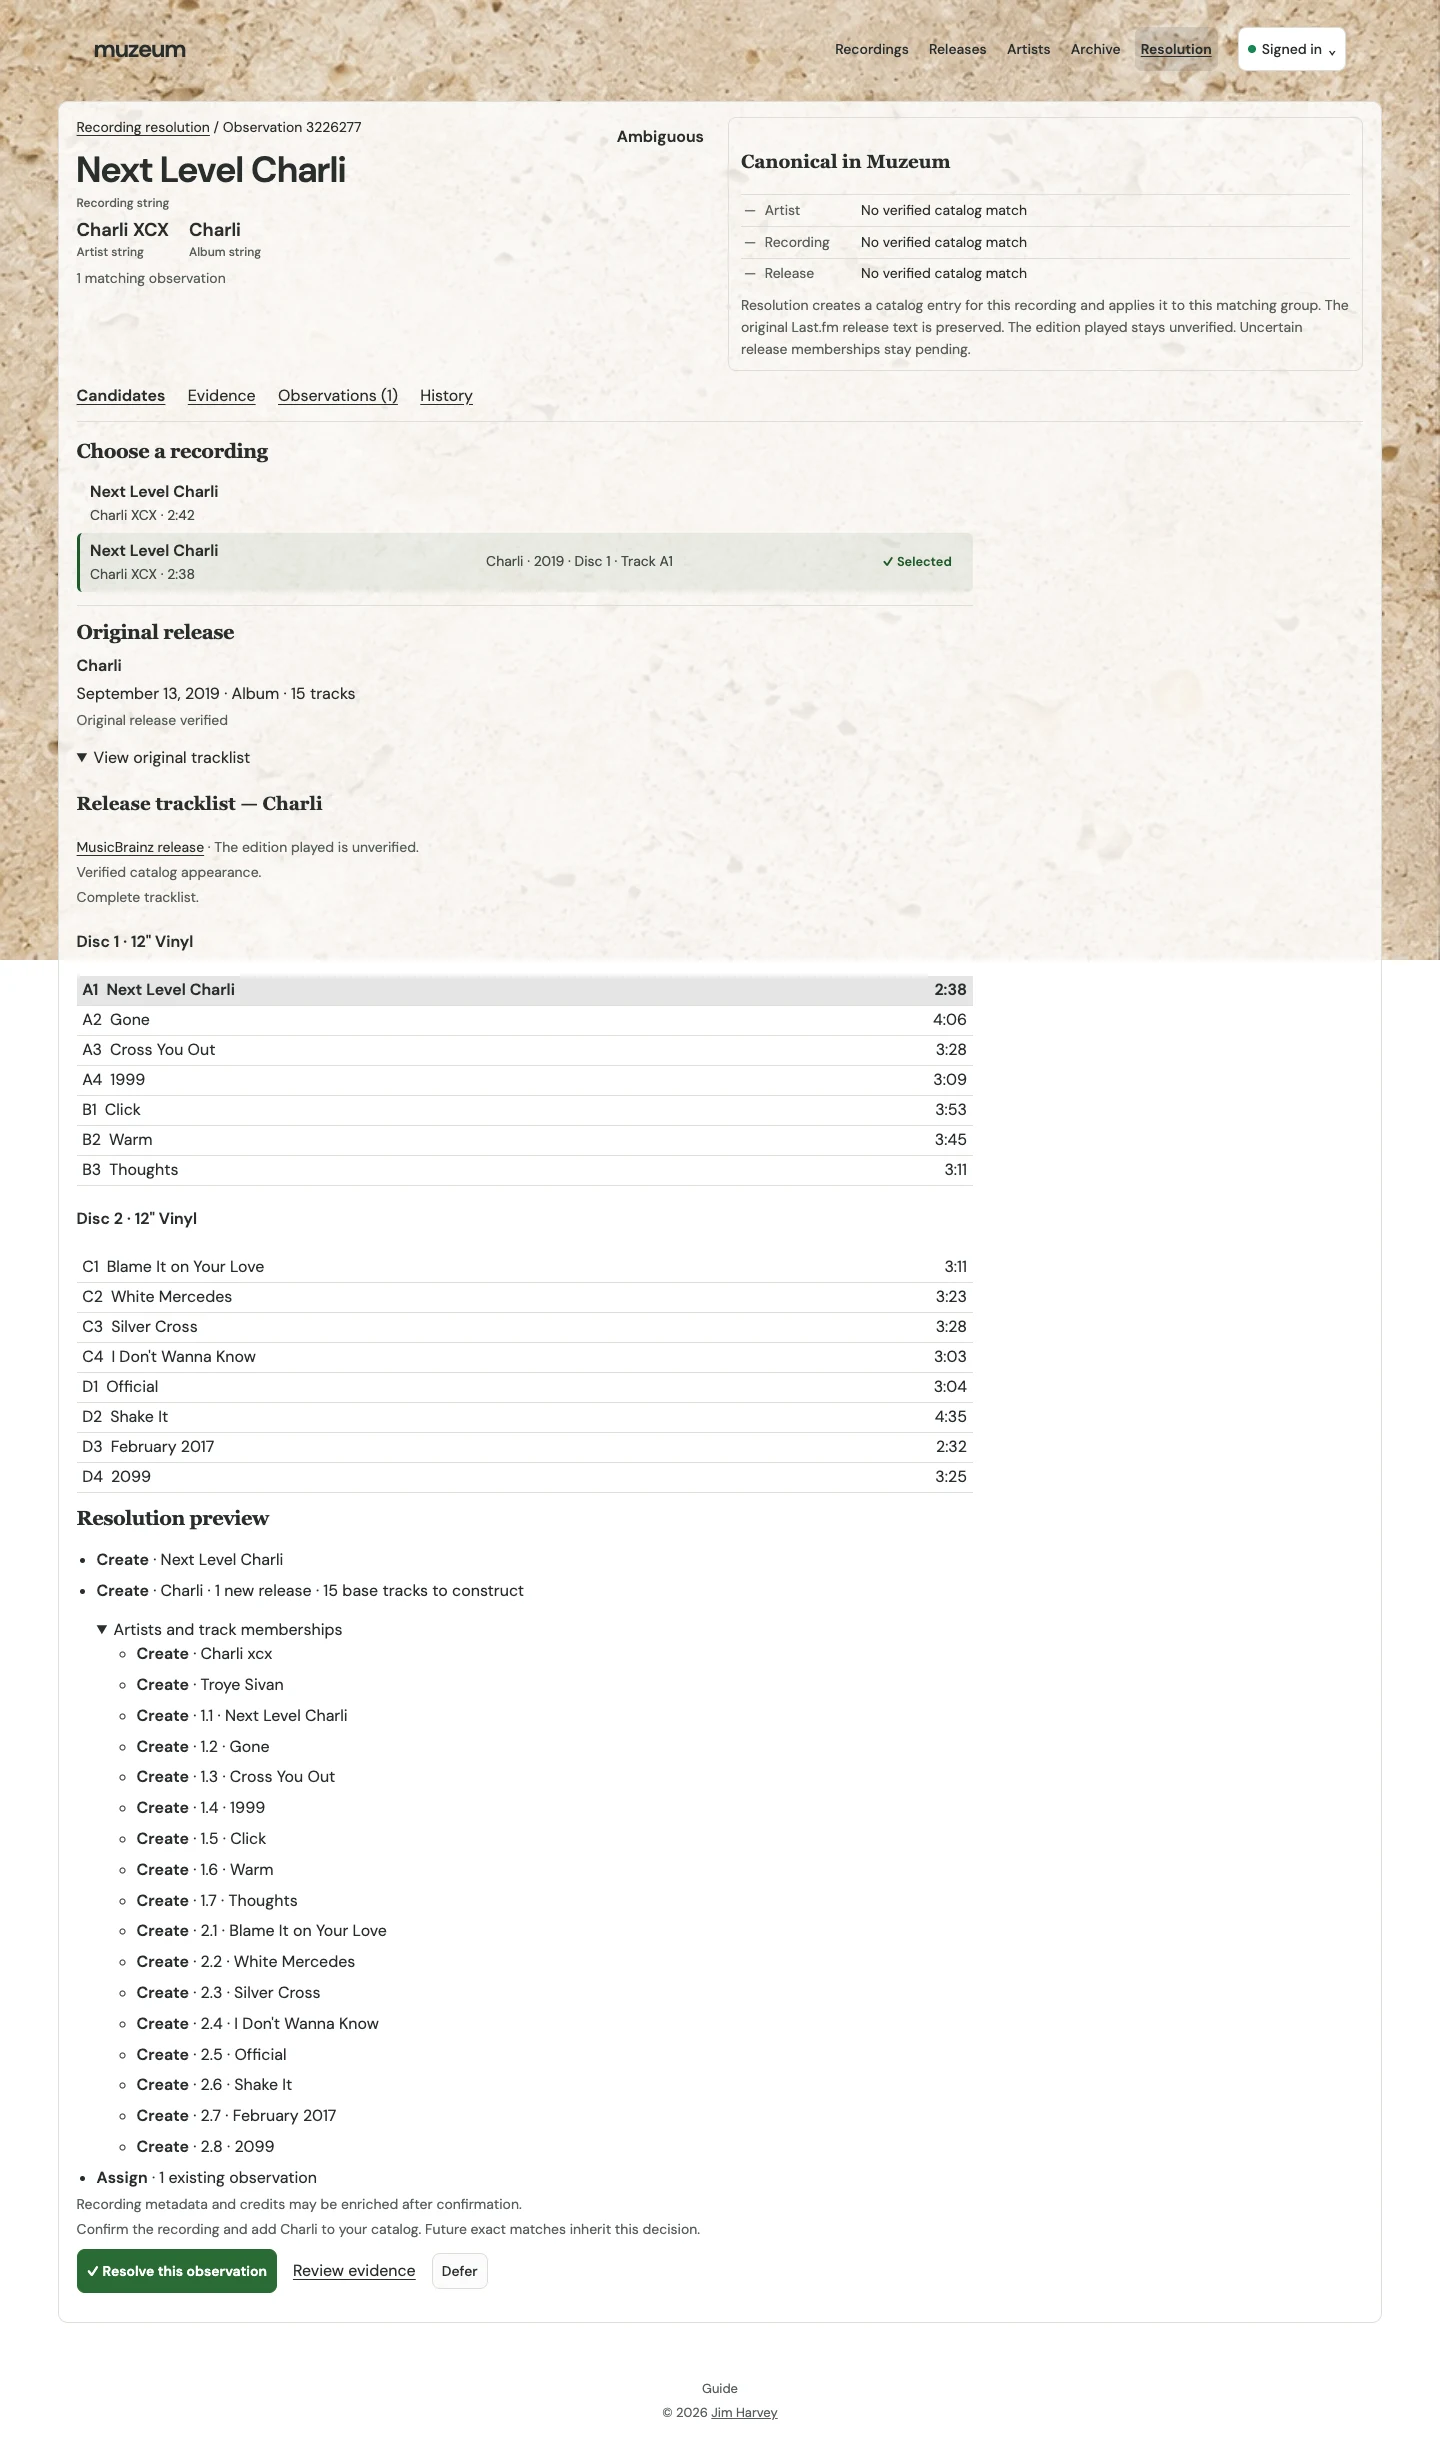 muzeum
Recordings Releases Artists Archive Resolution Signed in
Recording resolution / Observation 3226277
Ambiguous
Next Level Charli
Recording string
Charli XCX Charli
Artist string Album string
1 matching observation
Canonical in Muzeum
— Artist No verified catalog match
— Recording No verified catalog match
— Release No verified catalog match
Resolution creates a catalog entry for this recording and applies it to this matching group. The
original Last.fm release text is preserved. The edition played stays unverified. Uncertain
release memberships stay pending.
Candidates Evidence Observations (1) History
Choose a recording
Next Level Charli
Charli XCX · 2:42
Next Level Charli
Charli XCX · 2:38
Charli · 2019 · Disc 1 · Track A1
✓ Selected
Original release
Charli
September 13, 2019 · Album · 15 tracks
Original release verified
▼ View original tracklist
Release tracklist — Charli
MusicBrainz release · The edition played is unverified.
Verified catalog appearance.
Complete tracklist.
Disc 1 · 12" Vinyl
A1 Next Level Charli 2:38
A2 Gone 4:06
A3 Cross You Out 3:28
A4 1999 3:09
B1 Click 3:53
B2 Warm 3:45
B3 Thoughts 3:11
Disc 2 · 12" Vinyl
C1 Blame It on Your Love 3:11
C2 White Mercedes 3:23
C3 Silver Cross 3:28
C4 I Don't Wanna Know 3:03
D1 Official 3:04
D2 Shake It 4:35
D3 February 2017 2:32
D4 2099 3:25
Resolution preview
• Create · Next Level Charli
• Create · Charli · 1 new release · 15 base tracks to construct
▼ Artists and track memberships
◦ Create · Charli xcx
◦ Create · Troye Sivan
◦ Create · 1.1 · Next Level Charli
◦ Create · 1.2 · Gone
◦ Create · 1.3 · Cross You Out
◦ Create · 1.4 · 1999
◦ Create · 1.5 · Click
◦ Create · 1.6 · Warm
◦ Create · 1.7 · Thoughts
◦ Create · 2.1 · Blame It on Your Love
◦ Create · 2.2 · White Mercedes
◦ Create · 2.3 · Silver Cross
◦ Create · 2.4 · I Don't Wanna Know
◦ Create · 2.5 · Official
◦ Create · 2.6 · Shake It
◦ Create · 2.7 · February 2017
◦ Create · 2.8 · 2099
• Assign · 1 existing observation
Recording metadata and credits may be enriched after confirmation.
Confirm the recording and add Charli to your catalog. Future exact matches inherit this decision.
✓ Resolve this observation Review evidence Defer
Guide
© 2026 Jim Harvey